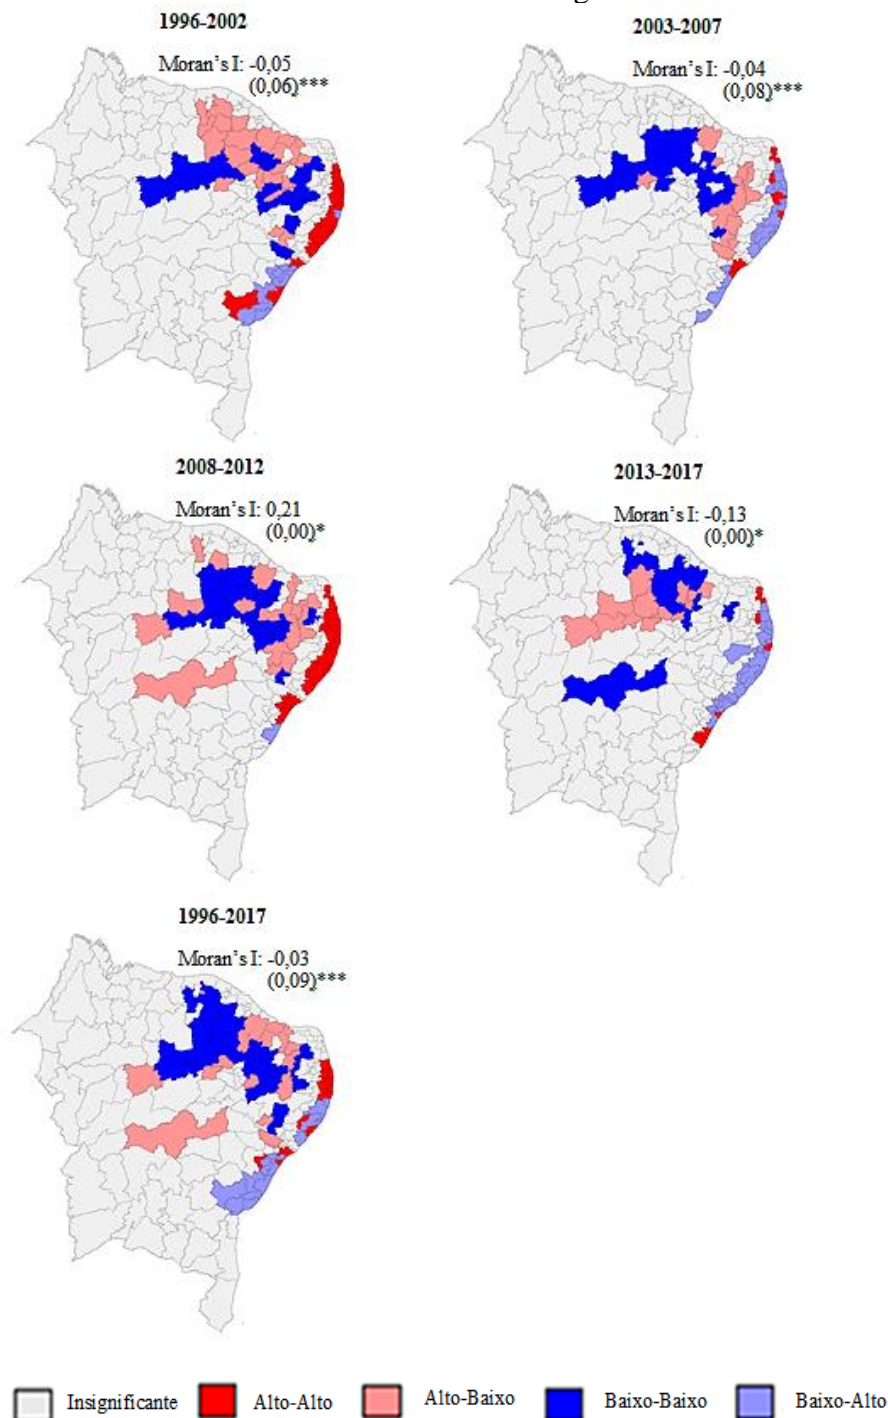 1996-2002
Moran's I: -0,05
(0,06)***
2003-2007
Moran's I: -0,04
(0,08)***
2008-2012
Moran's I: 0,21
(0,00)*
2013-2017
Moran's I: -0,13
(0,00)*
1996-2017
Moran's I: -0,03
(0,09)***
Insignificante
Alto-Alto
Alto-Baixo
Baixo-Baixo
Baixo-Alto